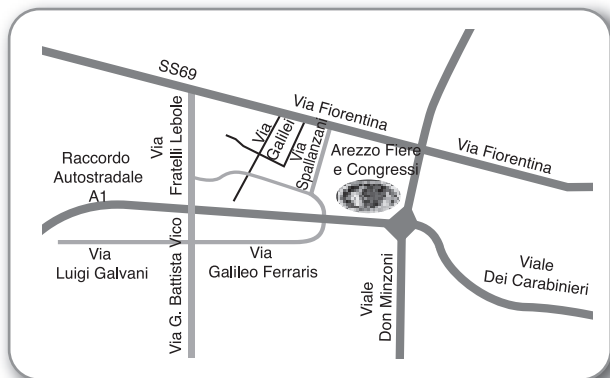 SS69
Via Fiorentina
Via Fiorentina
Via
Fratelli Lebole
Via
Galilei
Via
Spallanzani
Arezzo Fiere
e Congressi
Raccordo
Autostradale
A1
Via
Luigi Galvani
Via G. Battista Vico
Via
Galileo Ferraris
Viale
Don Minzoni
Viale
Dei Carabinieri